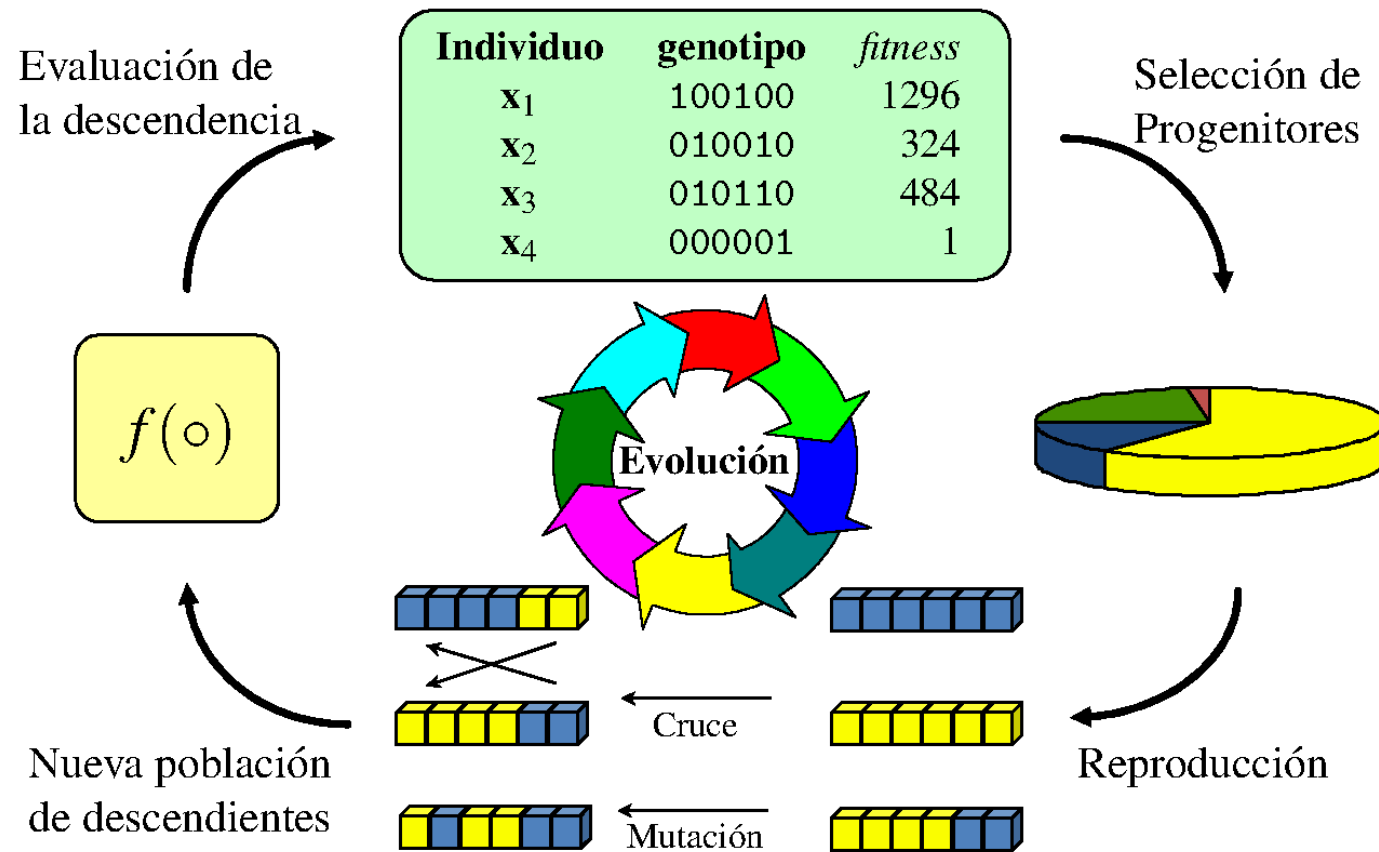 Individuo genotipo fitness
x1 100100 1296
x2 010010 324
x3 010110 484
x4 000001 1
Evaluación de
la descendencia
Selección de
Progenitores
f(∘)
Evolución
Cruce
Mutación
Nueva población
de descendientes
Reproducción